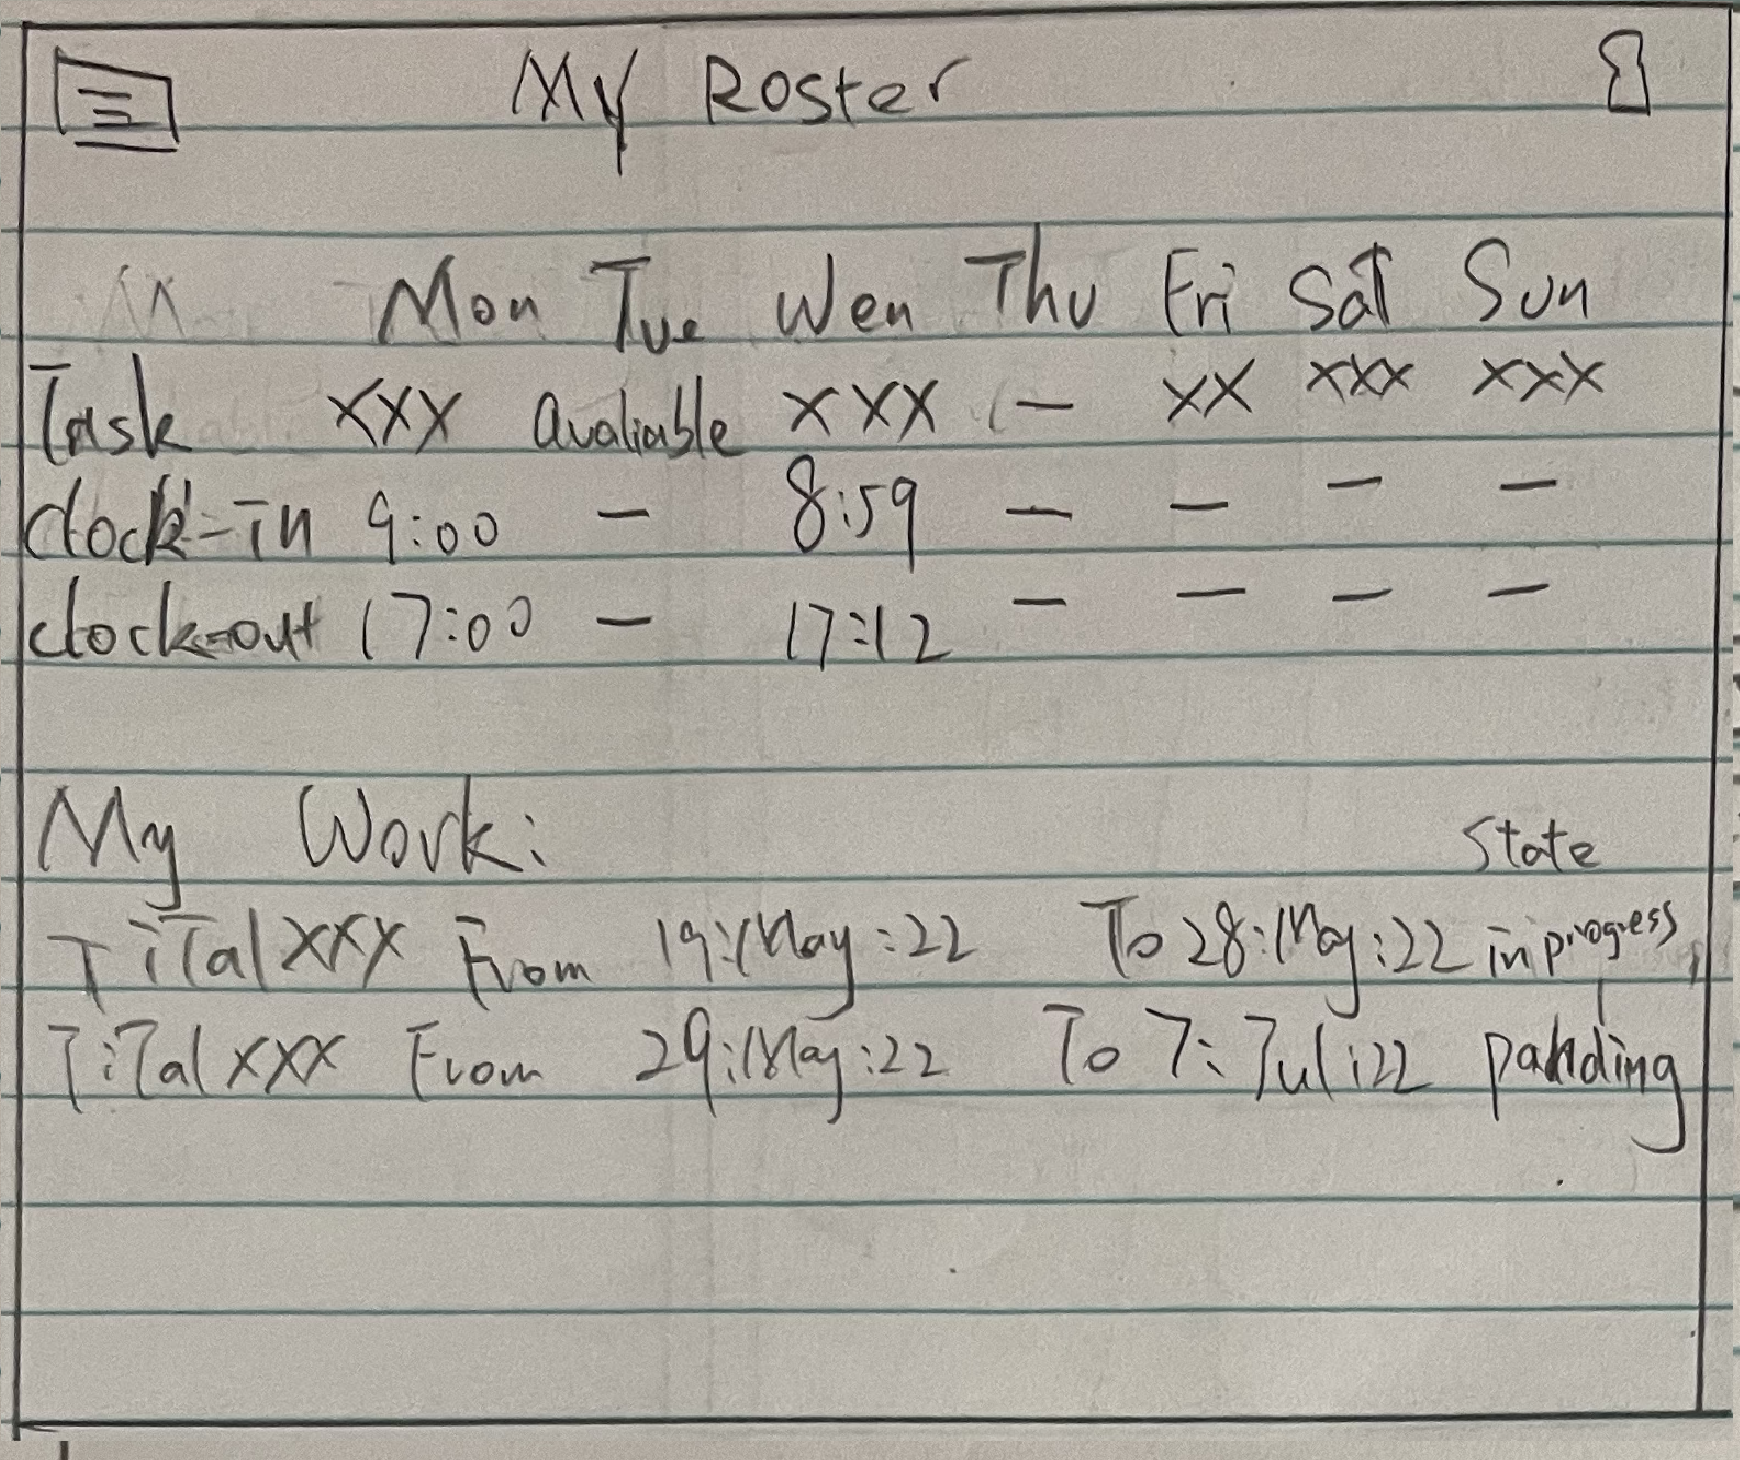 My Roster
Mon Tue Wen Thu Fri Sat Sun
Task XXX avaliable XXX - XX XXX XXX
clock-in 9:00 - 8:59 - - - -
clock-out 17:00 - 17:12 - - - -
My Work: State
TiTal XXX From 19:May:22 To 28:May:22 in progress
TiTal XXX From 29:May:22 To 7:Jul:22 panding